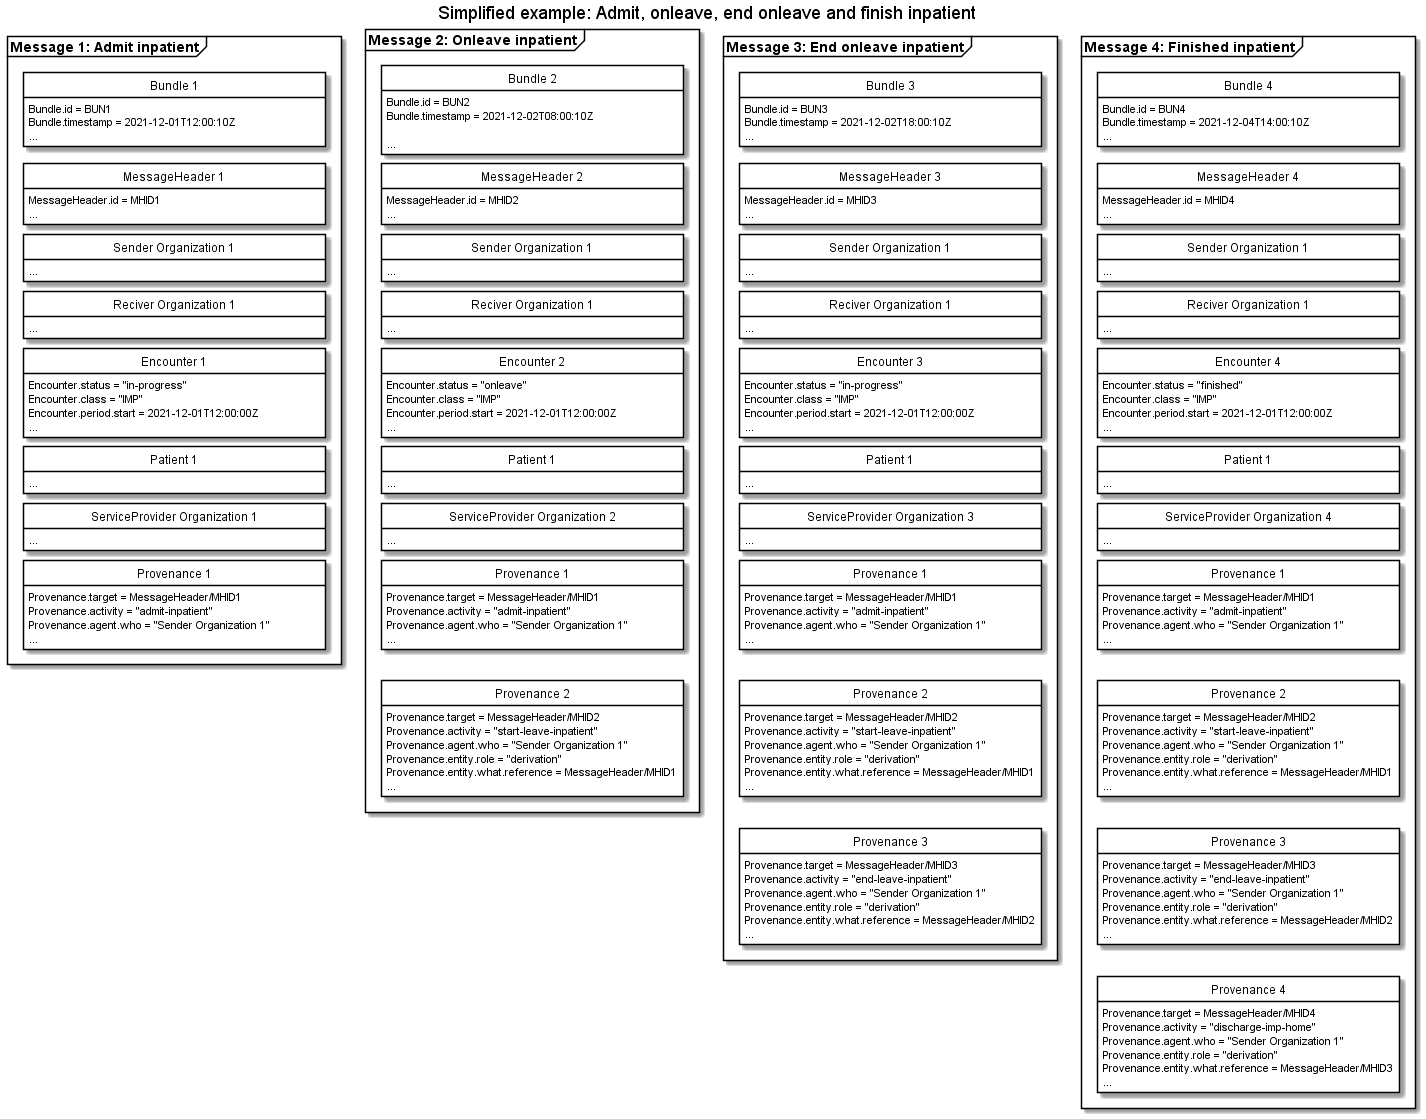 Simplified example: Admit, onleave, end onleave and finish inpatient
Message 1: Admit inpatient
Bundle 1
Bundle.id = BUN1
Bundle.timestamp = 2021-12-01T12:00:10Z
...
MessageHeader 1
MessageHeader.id = MHID1
...
Sender Organization 1
...
Reciver Organization 1
...
Encounter 1
Encounter.status = "in-progress"
Encounter.class = "IMP"
Encounter.period.start = 2021-12-01T12:00:00Z
...
Patient 1
...
ServiceProvider Organization 1
...
Provenance 1
Provenance.target = MessageHeader/MHID1
Provenance.activity = "admit-inpatient"
Provenance.agent.who = "Sender Organization 1"
...
Message 2: Onleave inpatient
Bundle 2
Bundle.id = BUN2
Bundle.timestamp = 2021-12-02T08:00:10Z
...
MessageHeader 2
MessageHeader.id = MHID2
...
Sender Organization 1
...
Reciver Organization 1
...
Encounter 2
Encounter.status = "onleave"
Encounter.class = "IMP"
Encounter.period.start = 2021-12-01T12:00:00Z
...
Patient 1
...
ServiceProvider Organization 2
...
Provenance 1
Provenance.target = MessageHeader/MHID1
Provenance.activity = "admit-inpatient"
Provenance.agent.who = "Sender Organization 1"
...
Provenance 2
Provenance.target = MessageHeader/MHID2
Provenance.activity = "start-leave-inpatient"
Provenance.agent.who = "Sender Organization 1"
Provenance.entity.role = "derivation"
Provenance.entity.what.reference = MessageHeader/MHID1
...
Message 3: End onleave inpatient
Bundle 3
Bundle.id = BUN3
Bundle.timestamp = 2021-12-02T18:00:10Z
...
MessageHeader 3
MessageHeader.id = MHID3
...
Sender Organization 1
...
Reciver Organization 1
...
Encounter 3
Encounter.status = "in-progress"
Encounter.class = "IMP"
Encounter.period.start = 2021-12-01T12:00:00Z
...
Patient 1
...
ServiceProvider Organization 3
...
Provenance 1
Provenance.target = MessageHeader/MHID1
Provenance.activity = "admit-inpatient"
Provenance.agent.who = "Sender Organization 1"
...
Provenance 2
Provenance.target = MessageHeader/MHID2
Provenance.activity = "start-leave-inpatient"
Provenance.agent.who = "Sender Organization 1"
Provenance.entity.role = "derivation"
Provenance.entity.what.reference = MessageHeader/MHID1
...
Provenance 3
Provenance.target = MessageHeader/MHID3
Provenance.activity = "end-leave-inpatient"
Provenance.agent.who = "Sender Organization 1"
Provenance.entity.role = "derivation"
Provenance.entity.what.reference = MessageHeader/MHID2
...
Message 4: Finished inpatient
Bundle 4
Bundle.id = BUN4
Bundle.timestamp = 2021-12-04T14:00:10Z
...
MessageHeader 4
MessageHeader.id = MHID4
...
Sender Organization 1
...
Reciver Organization 1
...
Encounter 4
Encounter.status = "finished"
Encounter.class = "IMP"
Encounter.period.start = 2021-12-01T12:00:00Z
...
Patient 1
...
ServiceProvider Organization 4
...
Provenance 1
Provenance.target = MessageHeader/MHID1
Provenance.activity = "admit-inpatient"
Provenance.agent.who = "Sender Organization 1"
...
Provenance 2
Provenance.target = MessageHeader/MHID2
Provenance.activity = "start-leave-inpatient"
Provenance.agent.who = "Sender Organization 1"
Provenance.entity.role = "derivation"
Provenance.entity.what.reference = MessageHeader/MHID1
...
Provenance 3
Provenance.target = MessageHeader/MHID3
Provenance.activity = "end-leave-inpatient"
Provenance.agent.who = "Sender Organization 1"
Provenance.entity.role = "derivation"
Provenance.entity.what.reference = MessageHeader/MHID2
...
Provenance 4
Provenance.target = MessageHeader/MHID4
Provenance.activity = "discharge-imp-home"
Provenance.agent.who = "Sender Organization 1"
Provenance.entity.role = "derivation"
Provenance.entity.what.reference = MessageHeader/MHID3
...